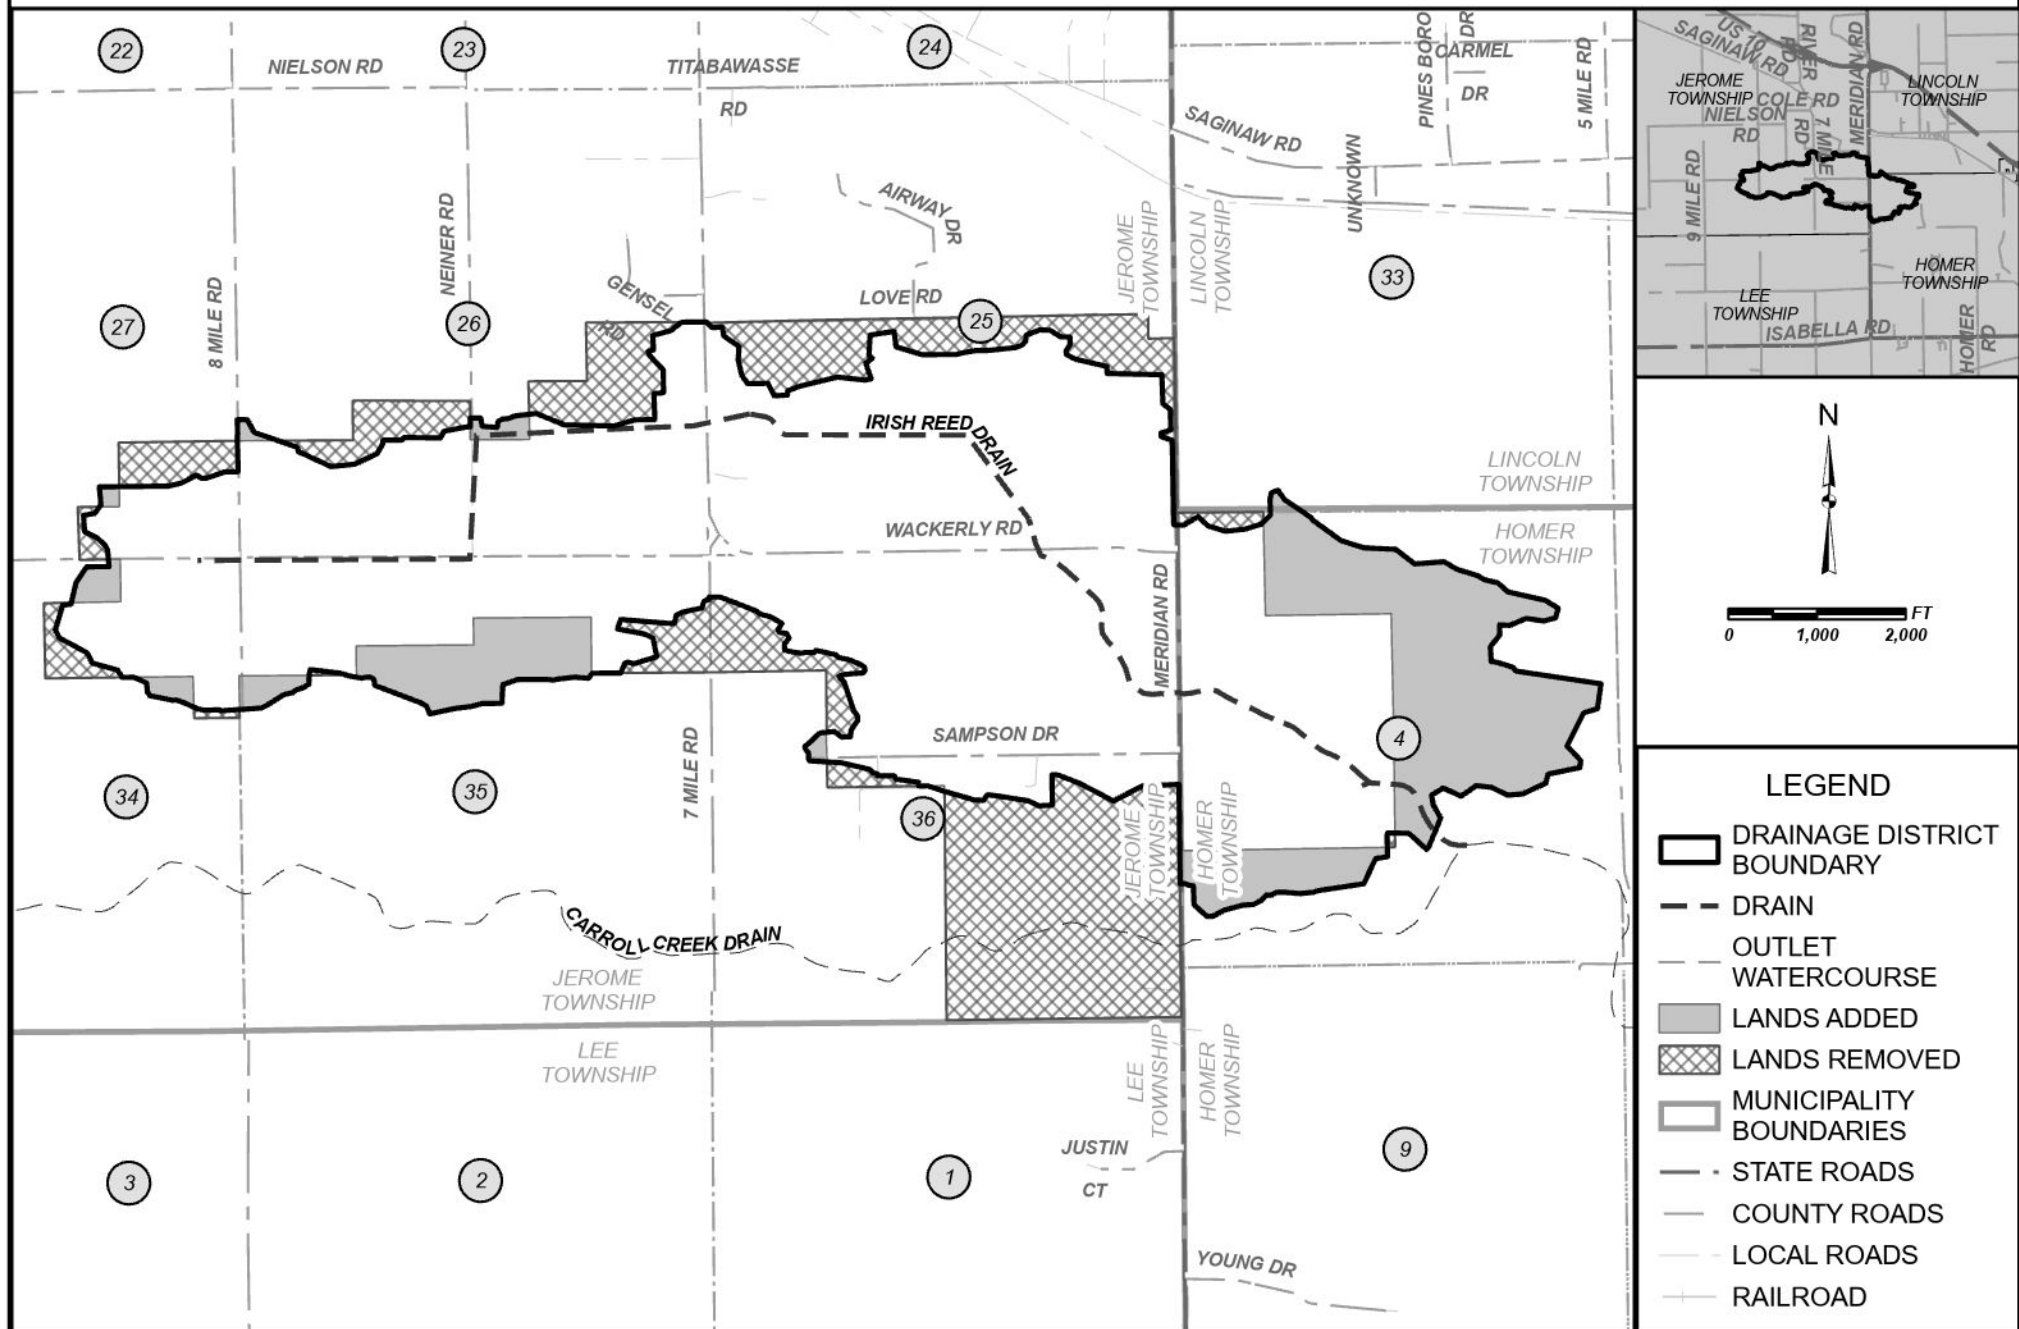 22
23
24
NIELSON RD
TITABAWASSE
RD
PINES BORO DR
CARMEL
DR
5 MILE RD
SAGINAW RD
UNKNOWN
NEINER RD
AIRWAY DR
JEROME
TOWNSHIP
LINCOLN
TOWNSHIP
33
8 MILE RD
GENSEL
RD
LOVE RD
27
26
25
IRISH REED DRAIN
LINCOLN
TOWNSHIP
WACKERLY RD
HOMER
TOWNSHIP
MERIDIAN RD
SAMPSON DR
4
7 MILE RD
34
35
36
JEROME
TOWNSHIP
HOMER
TOWNSHIP
CARROLL CREEK DRAIN
JEROME
TOWNSHIP
LEE
TOWNSHIP
LEE
TOWNSHIP
HOMER
TOWNSHIP
JUSTIN
CT
3
2
1
9
YOUNG DR
US 10
SAGINAW RD
RIVER
RD
MERIDIAN RD
JEROME
TOWNSHIP
LINCOLN
TOWNSHIP
COLE RD
NIELSON
RD
7 MILE
RD
9 MILE RD
HOMER
TOWNSHIP
LEE
TOWNSHIP
ISABELLA RD
HOMER
RD
N
FT
0 1,000 2,000
LEGEND
DRAINAGE DISTRICT
BOUNDARY
DRAIN
OUTLET
WATERCOURSE
LANDS ADDED
LANDS REMOVED
MUNICIPALITY
BOUNDARIES
STATE ROADS
COUNTY ROADS
LOCAL ROADS
RAILROAD